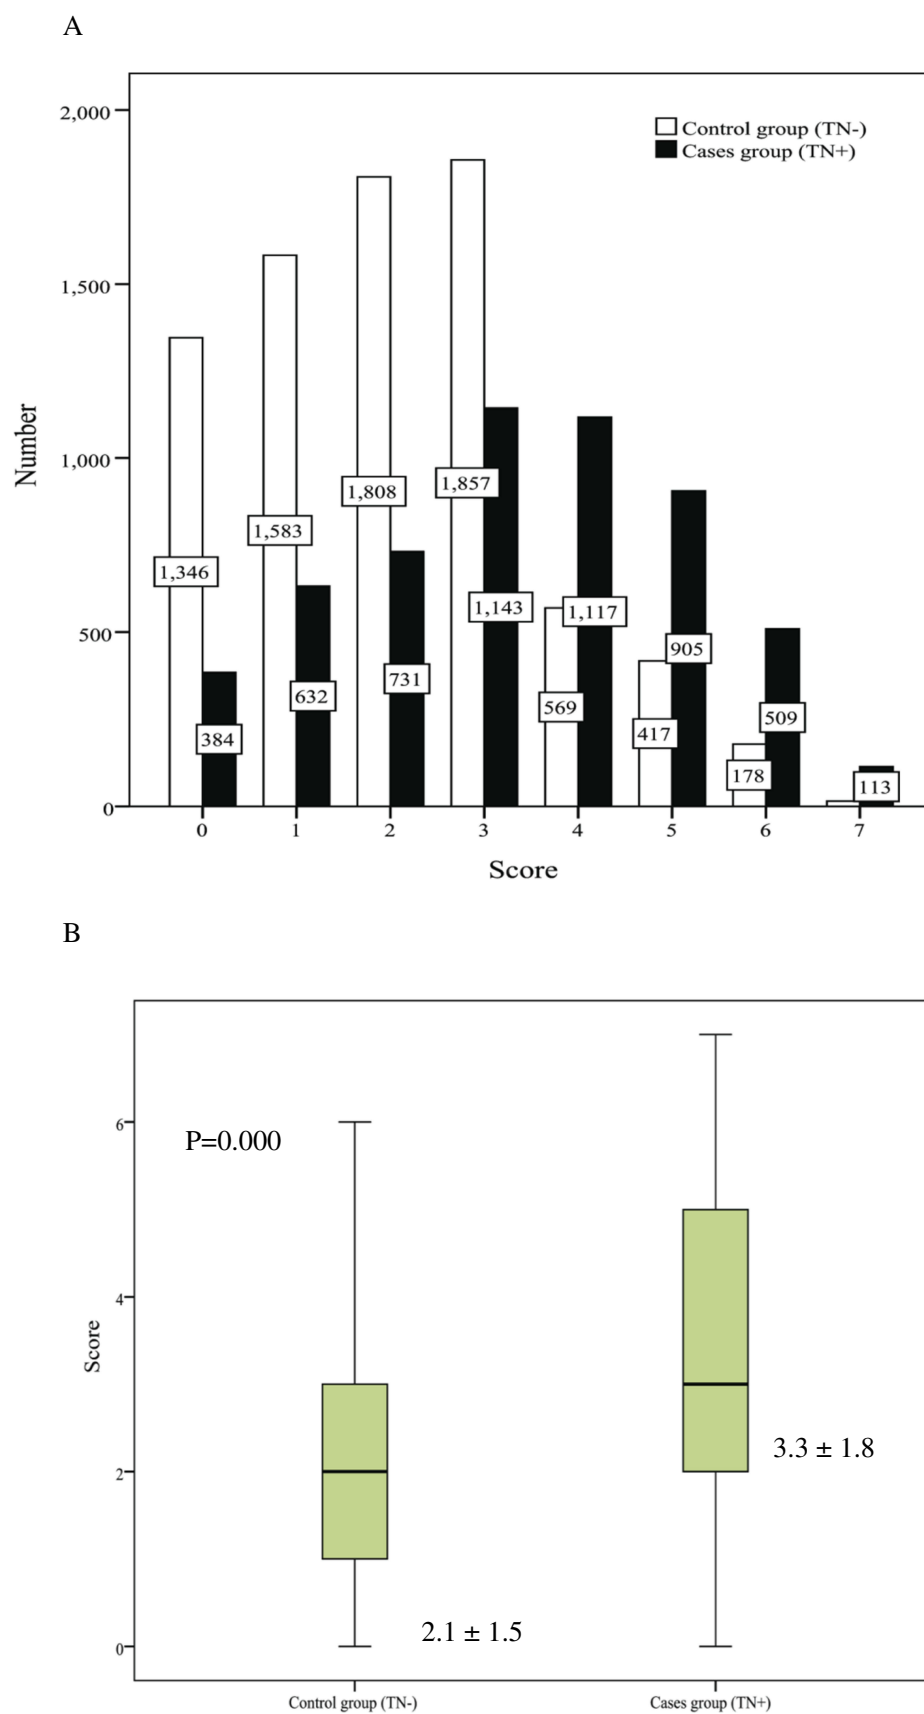 A
2,000
1,500
1,000
500
0
Number
Control group (TN-)
Cases group (TN+)
1,346
384
1,583
632
1,808
731
1,857
1,143
569
1,117
417
905
178
509
113
0 1 2 3 4 5 6 7
Score
B
6
4
2
0
Score
P=0.000
3.3 ± 1.8
2.1 ± 1.5
Control group (TN-) Cases group (TN+)